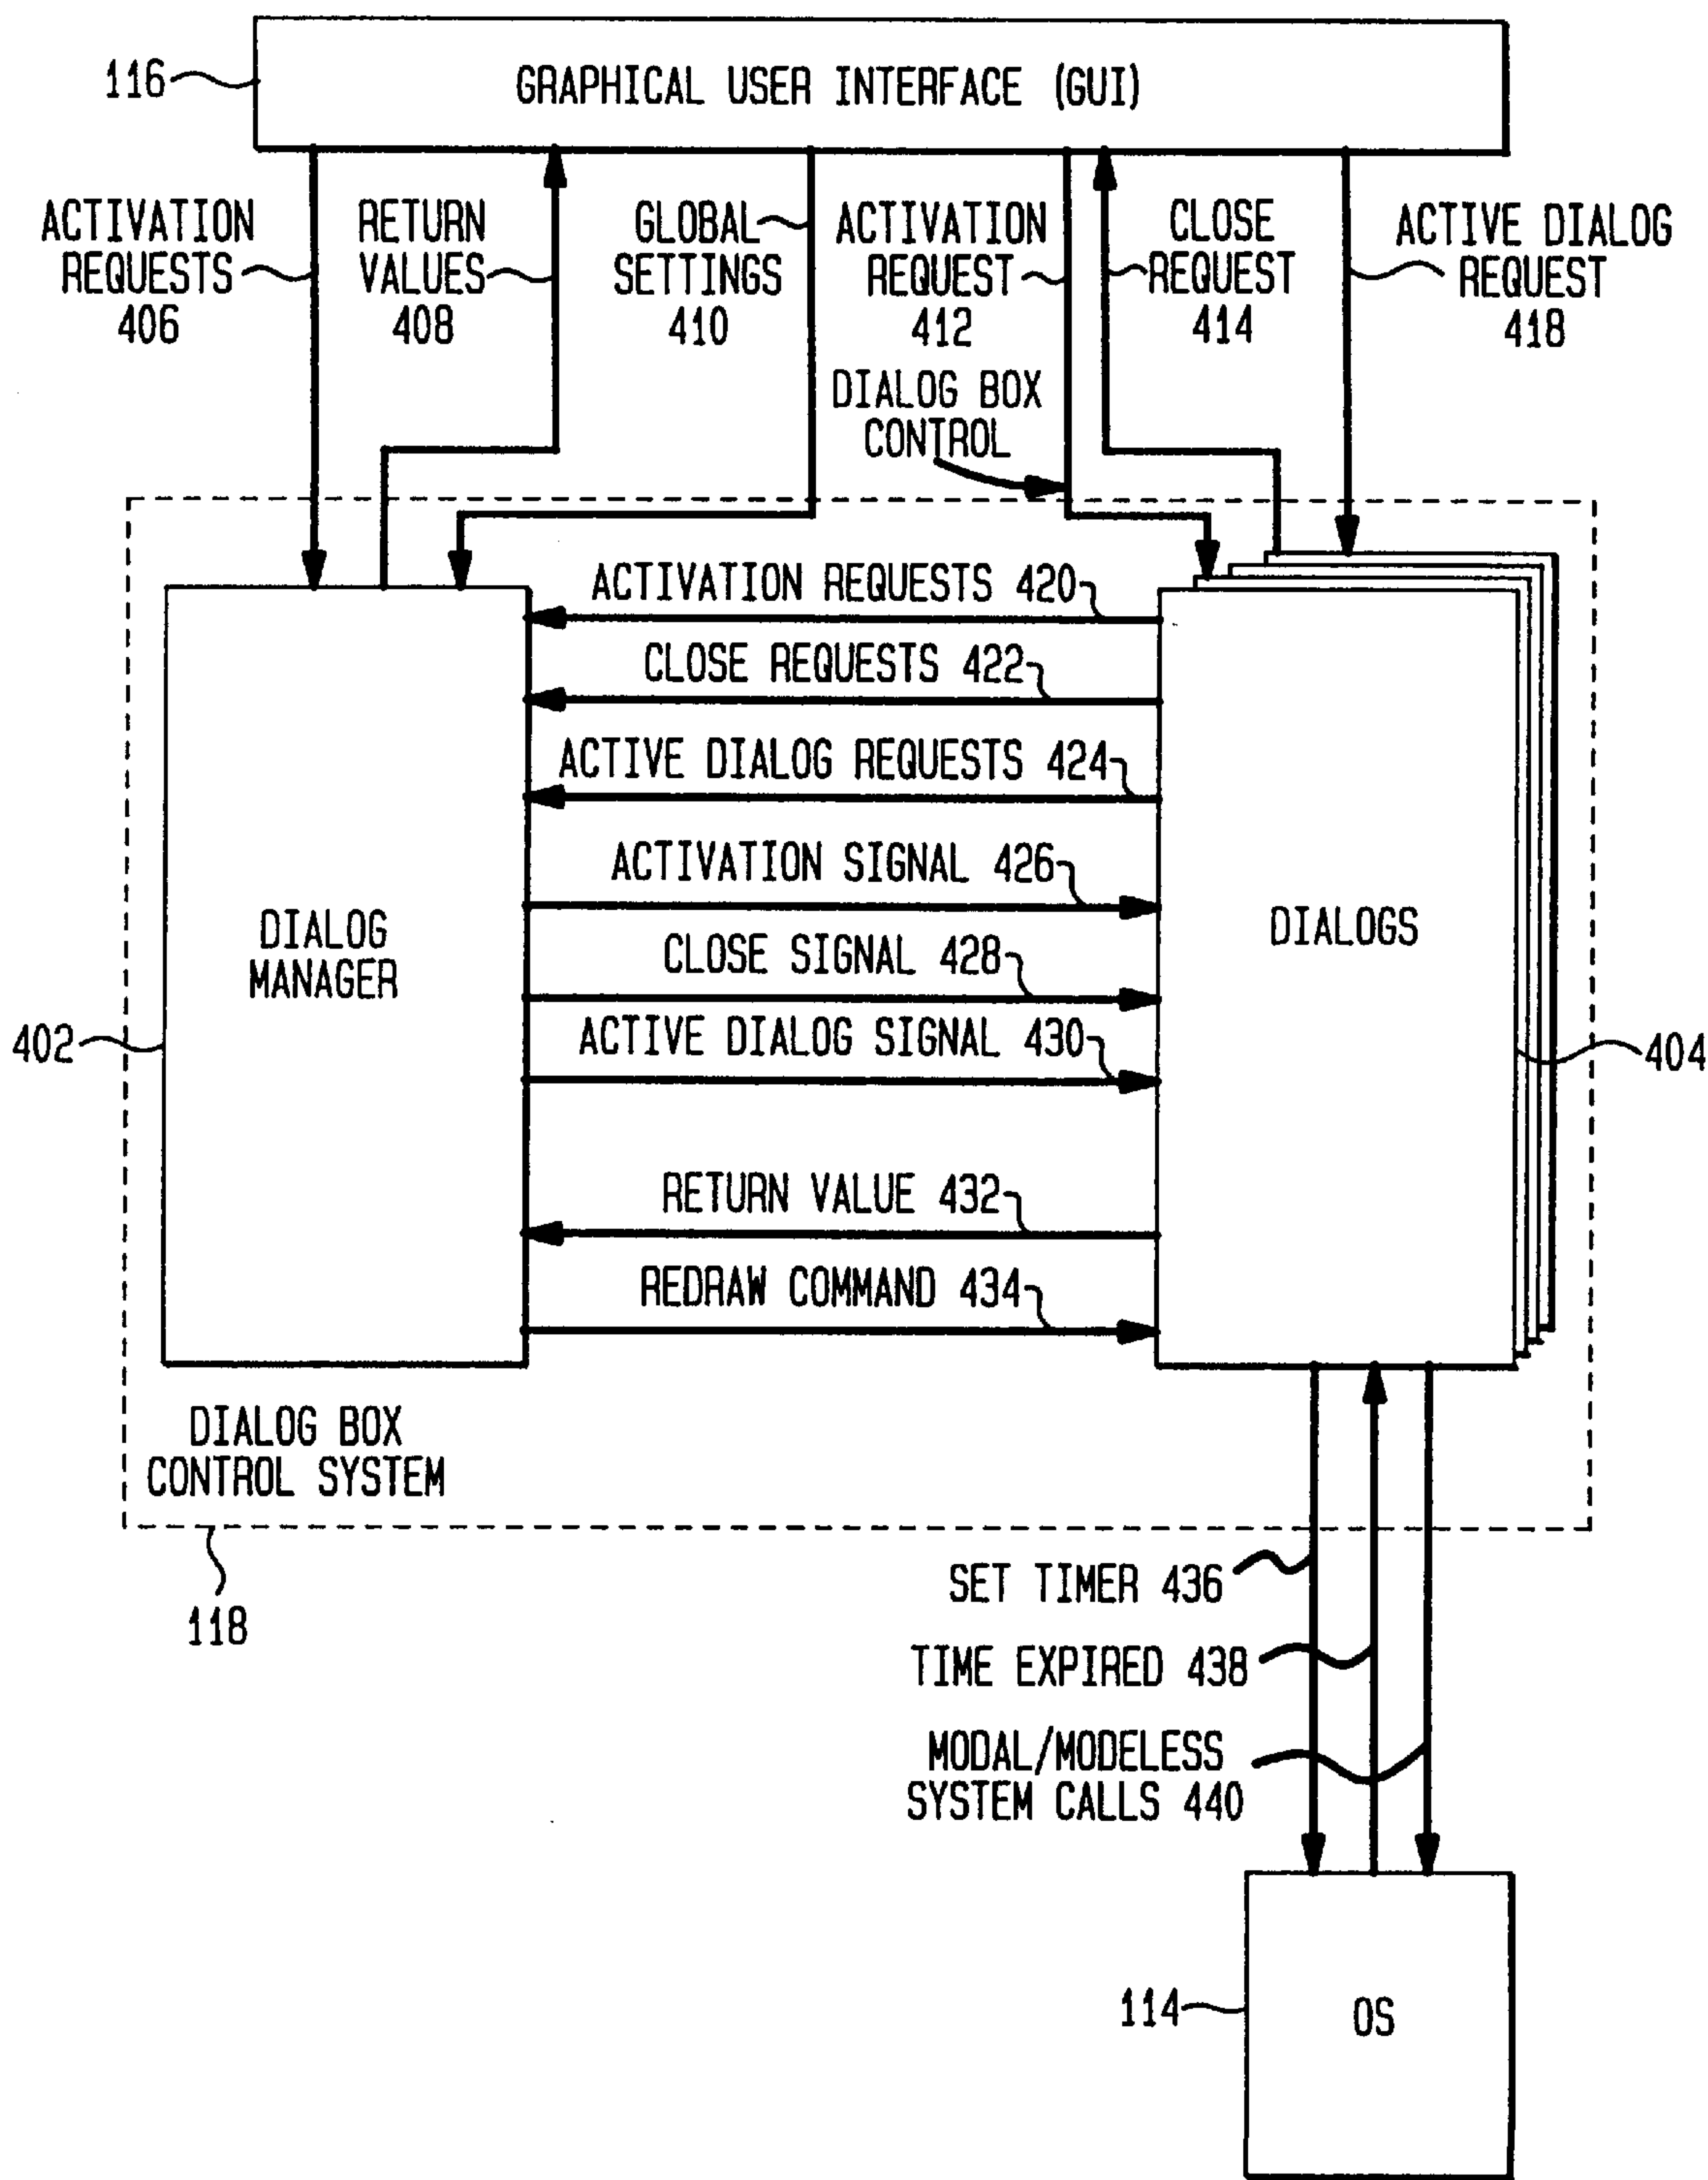 116
GRAPHICAL USER INTERFACE (GUI)
ACTIVATION
REQUESTS
406
RETURN
VALUES
408
GLOBAL
SETTINGS
410
ACTIVATION
REQUEST
412
CLOSE
REQUEST
414
ACTIVE DIALOG
REQUEST
418
DIALOG BOX
CONTROL
ACTIVATION REQUESTS 420
CLOSE REQUESTS 422
ACTIVE DIALOG REQUESTS 424
ACTIVATION SIGNAL 426
CLOSE SIGNAL 428
ACTIVE DIALOG SIGNAL 430
RETURN VALUE 432
REDRAW COMMAND 434
DIALOG
MANAGER
DIALOGS
402
404
DIALOG BOX
CONTROL SYSTEM
118
SET TIMER 436
TIME EXPIRED 438
MODAL/MODELESS
SYSTEM CALLS 440
114
OS